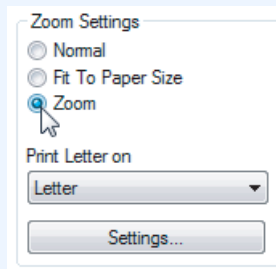 Zoom Settings
Normal
Fit To Paper Size
Zoom
Print Letter on
Letter
Settings...